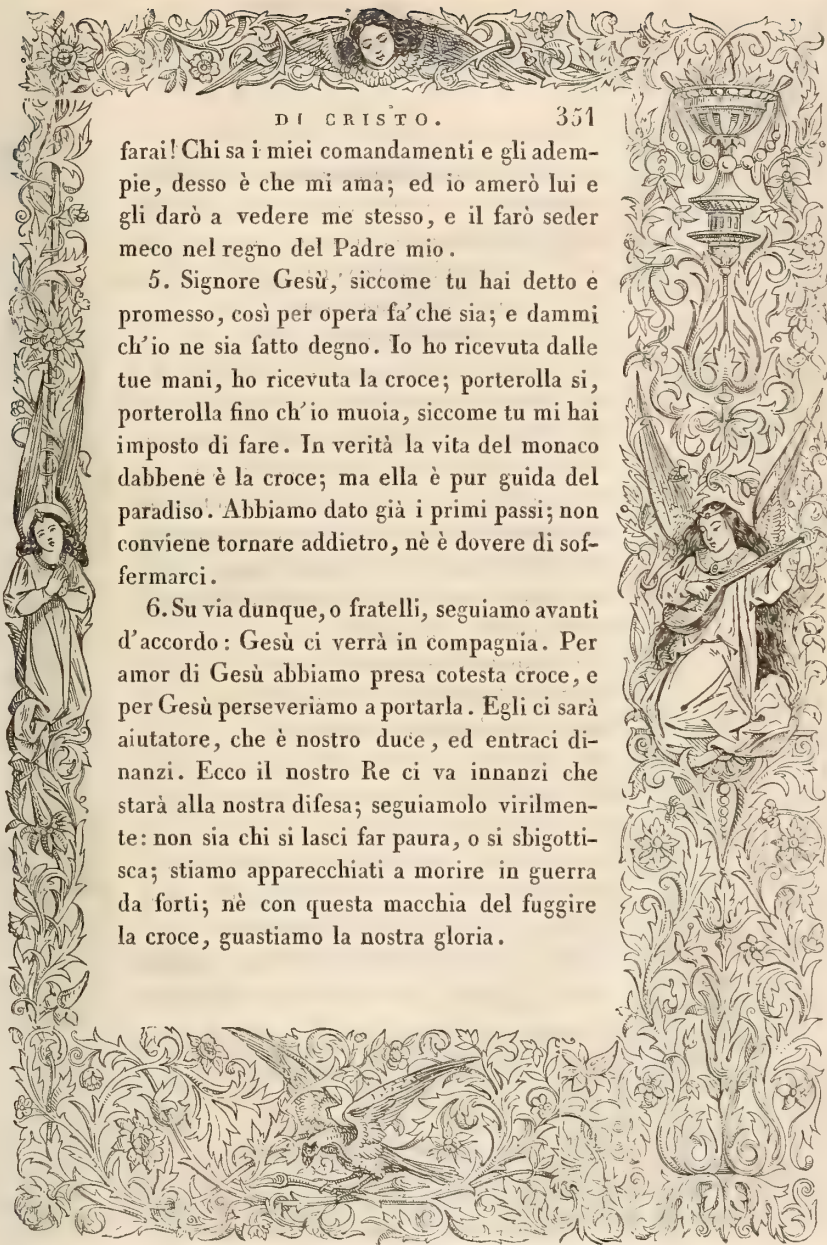 DI CRISTO. 351
farai! Chi sa i miei comandamenti e gli adem-
pie, desso è che mi ama; ed io amerò lui e
gli darò a vedere me stesso, e il farò seder
meco nel regno del Padre mio.
5. Signore Gesù, siccome tu hai detto e
promesso, così per opera fa' che sia; e dammi
ch'io ne sia fatto degno. Io ho ricevuta dalle
tue mani, ho ricevuta la croce; porterolla si,
porterolla fino ch'io muoia, siccome tu mi hai
imposto di fare. In verità la vita del monaco
dabbene è la croce; ma ella è pur guida del
paradiso. Abbiamo dato già i primi passi; non
conviene tornare addietro, nè è dovere di sof-
fermarci.
6. Su via dunque, o fratelli, seguiamo avanti
d'accordo: Gesù ci verrà in compagnia. Per
amor di Gesù abbiamo presa cotesta croce, e
per Gesù perseveriamo a portarla. Egli ci sarà
aiutatore, che è nostro duce, ed entraci di-
nanzi. Ecco il nostro Re ci va innanzi che
starà alla nostra difesa; seguiamolo virilmen-
te: non sia chi si lasci far paura, o si sbigotti-
sca; stiamo apparecchiati a morire in guerra
da forti; nè con questa macchia del fuggire
la croce, guastiamo la nostra gloria.